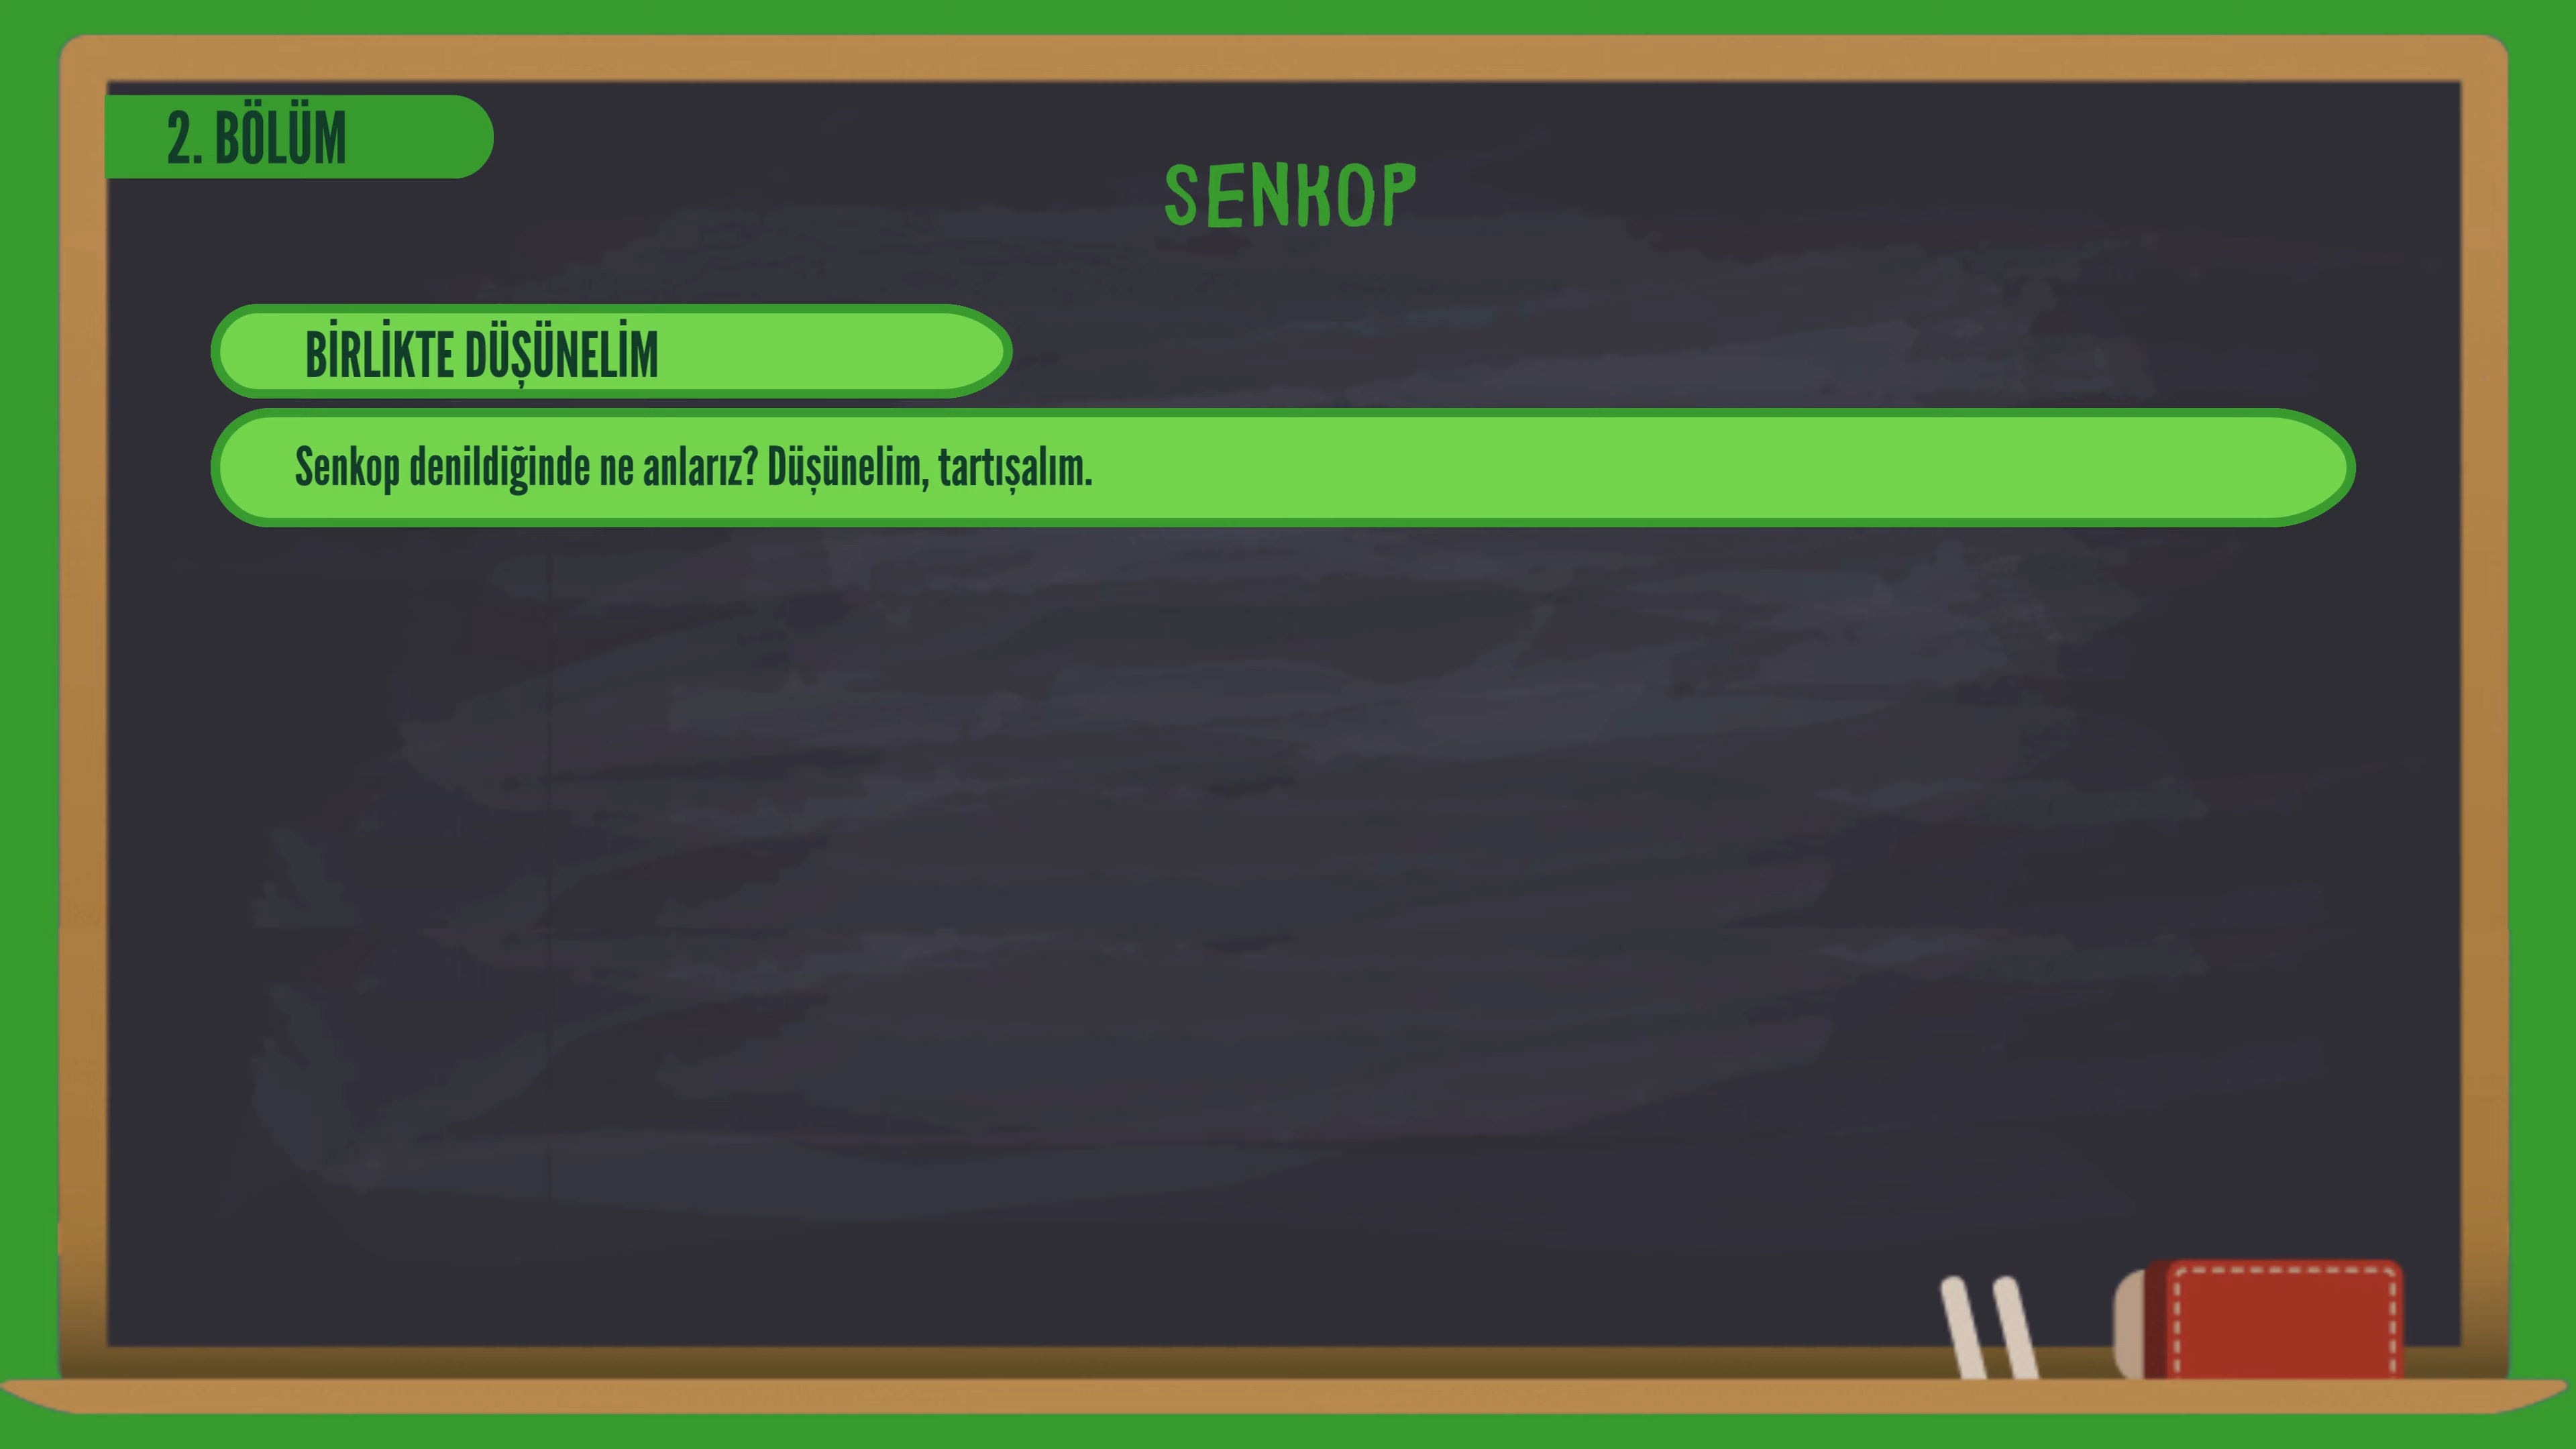 2. BÖLÜM
SENKOP
BİRLİKTE DÜŞÜNELİM
Senkop denildiğinde ne anlarız? Düşünelim, tartışalım.